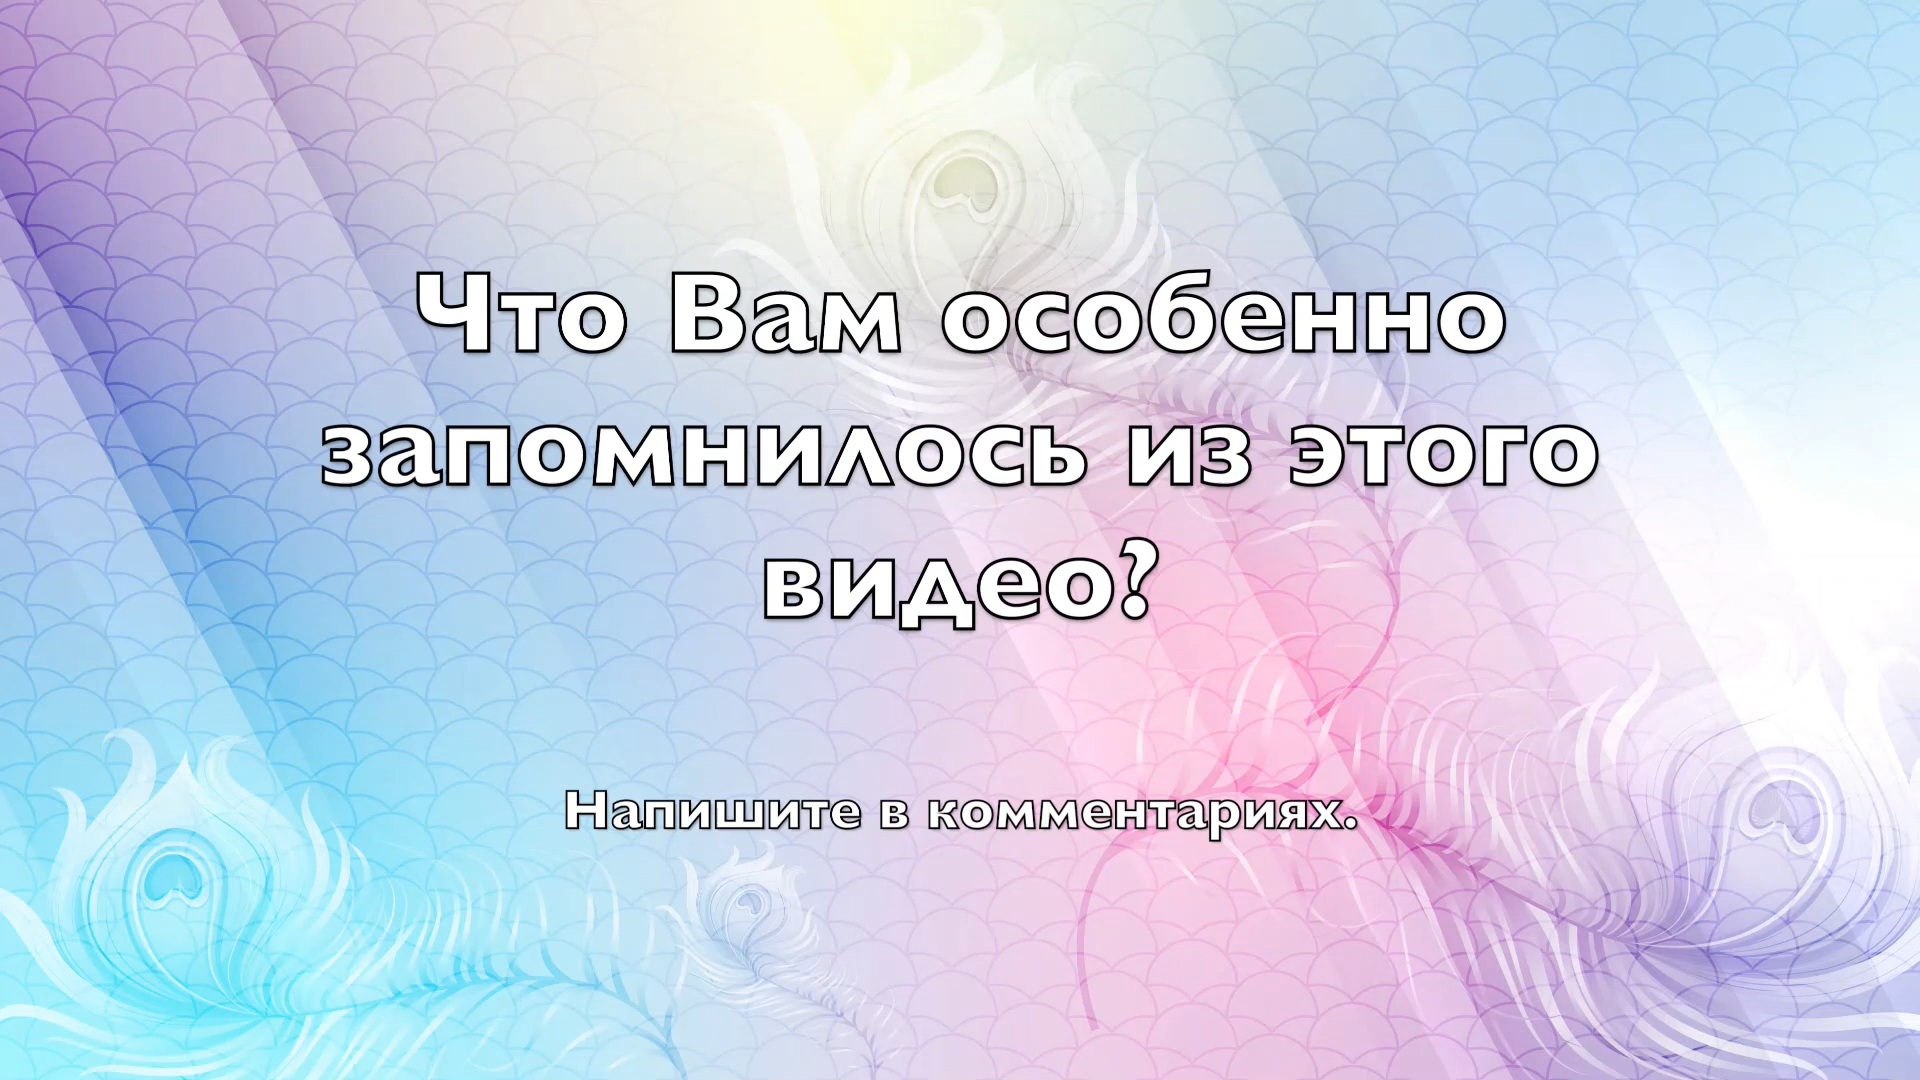 Что Вам особенно
запомнилось из этого
видео?
Напишите в комментариях.